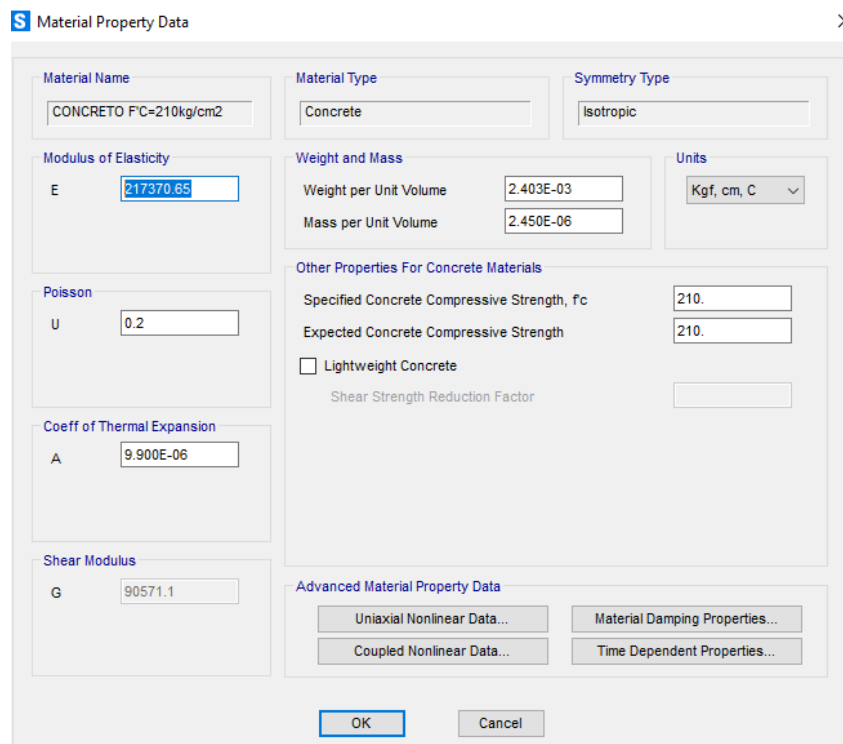 S Material Property Data
Material Name
CONCRETO F'C=210kg/cm2
Material Type
Concrete
Symmetry Type
Isotropic
Modulus of Elasticity
E 217370.65
Weight and Mass
Weight per Unit Volume 2.403E-03
Mass per Unit Volume 2.450E-06
Units
Kgf, cm, C
Poisson
U 0.2
Other Properties For Concrete Materials
Specified Concrete Compressive Strength, f'c 210.
Expected Concrete Compressive Strength 210.
Lightweight Concrete
Shear Strength Reduction Factor
Coeff of Thermal Expansion
A 9.900E-06
Shear Modulus
G 90571.1
Advanced Material Property Data
Uniaxial Nonlinear Data... Material Damping Properties...
Coupled Nonlinear Data... Time Dependent Properties...
OK Cancel